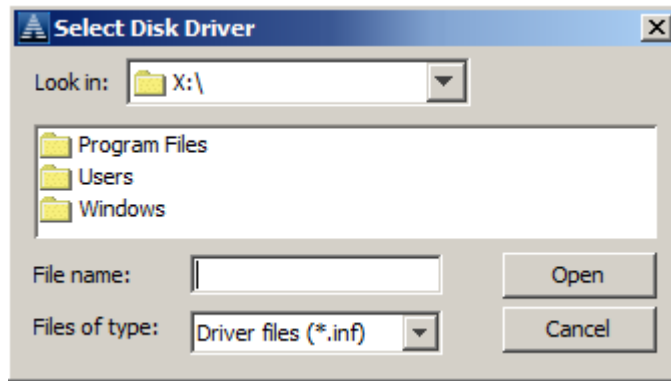 Select Disk Driver
Look in: X:\
Program Files
Users
Windows
File name: Open
Files of type: Driver files (*.inf) Cancel